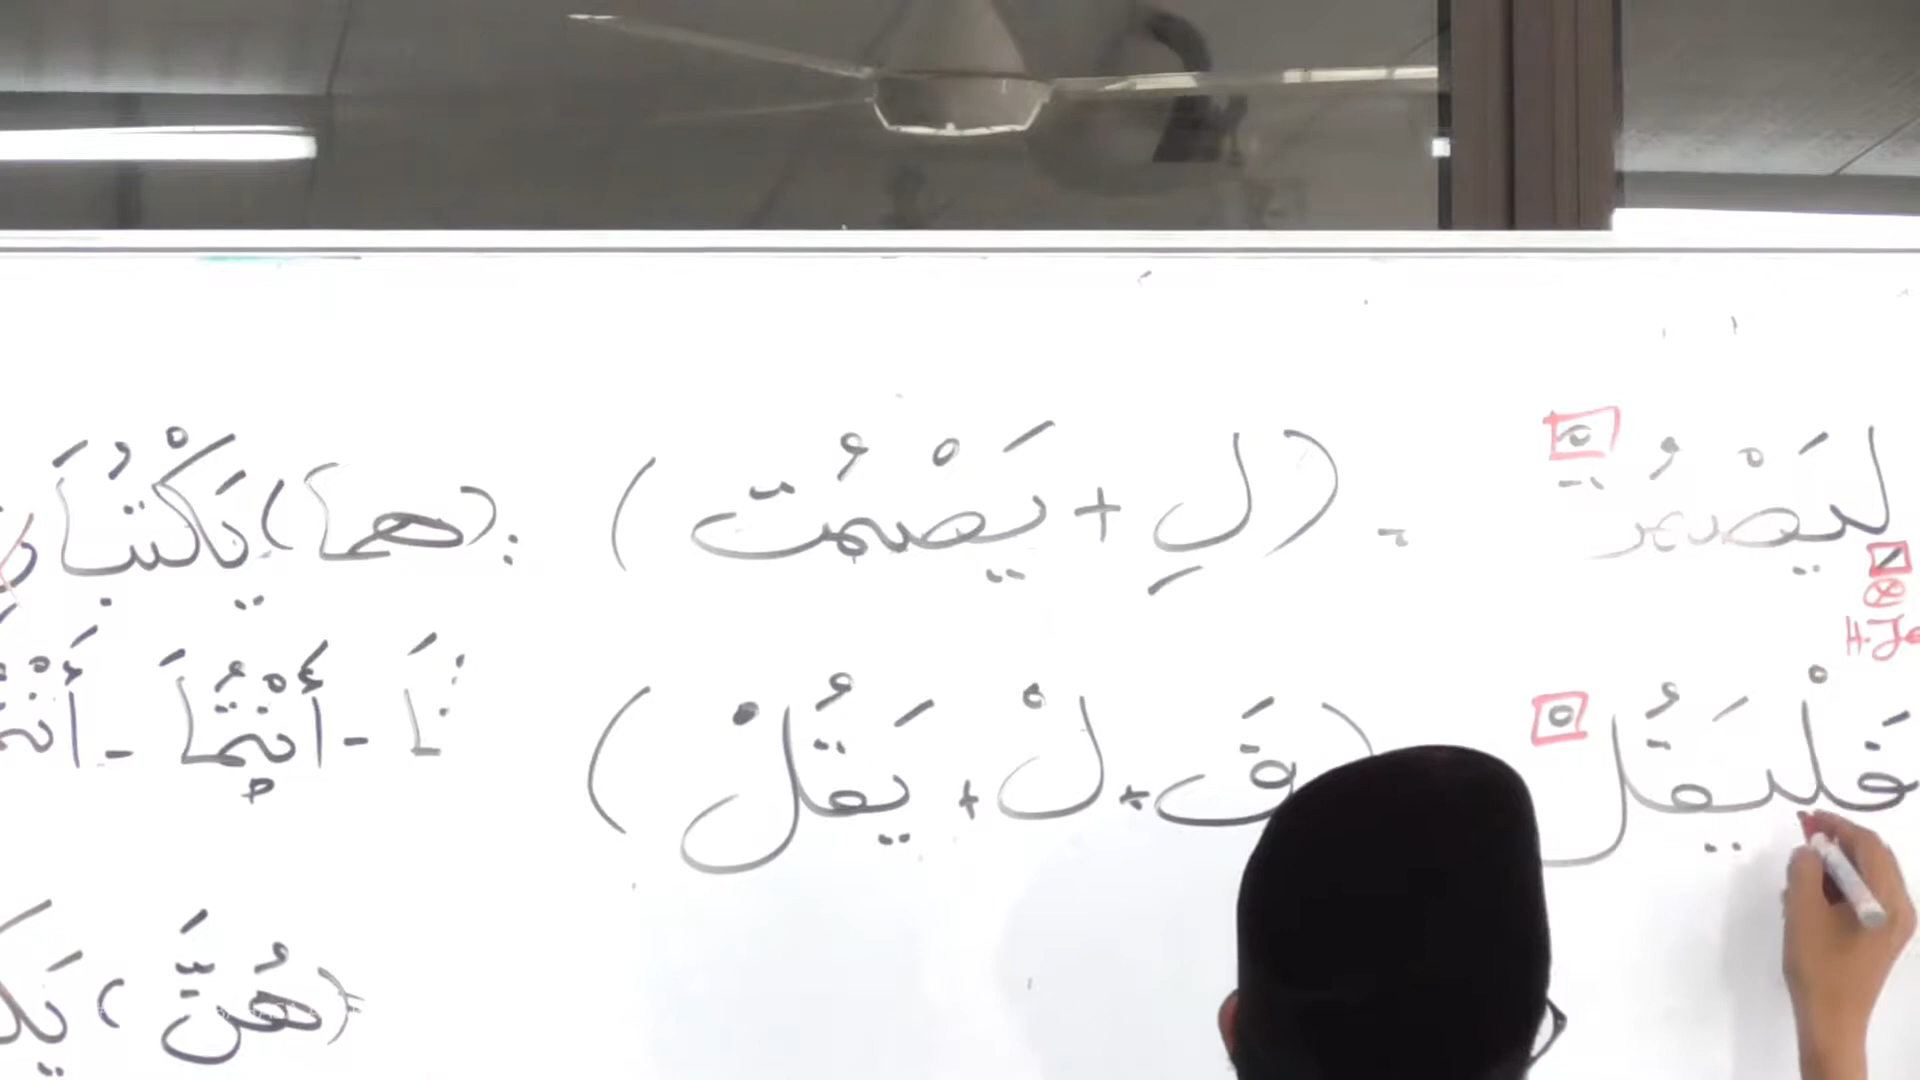 لِيَصْمُتْ = (لِ + يَصْمُت) : (هما) يَكْتُبَا
H.Je
فَلْيَقُلْ (فَ + لْ + يَقُلْ) نَا - أَنْتُمَا -
(هُنَّ)